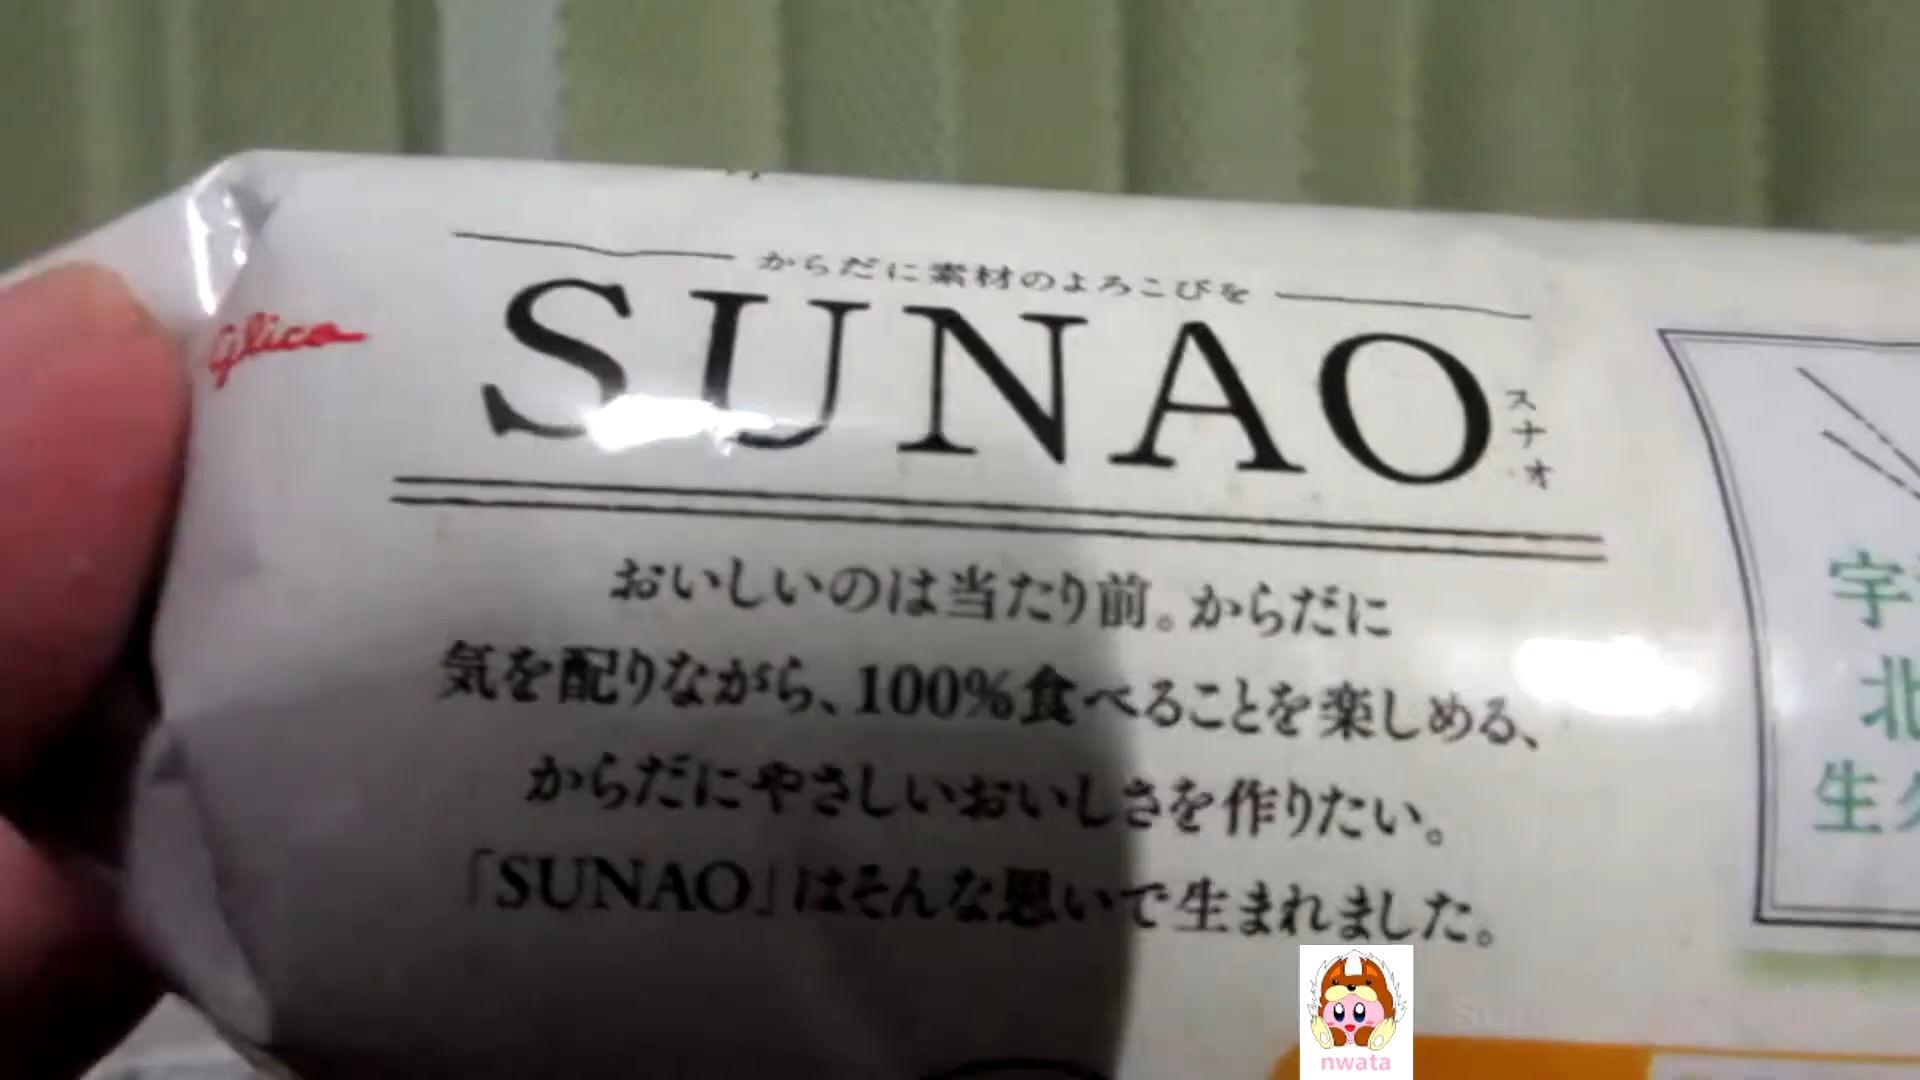 からだに素材のよろこびを
Glico
SUNAO
スナオ
おいしいのは当たり前。からだに
気を配りながら、100%食べることを楽しめる、
からだにやさしいおいしさを作りたい。
「SUNAO」はそんな思いで生まれました。
宇
北
生
nwata